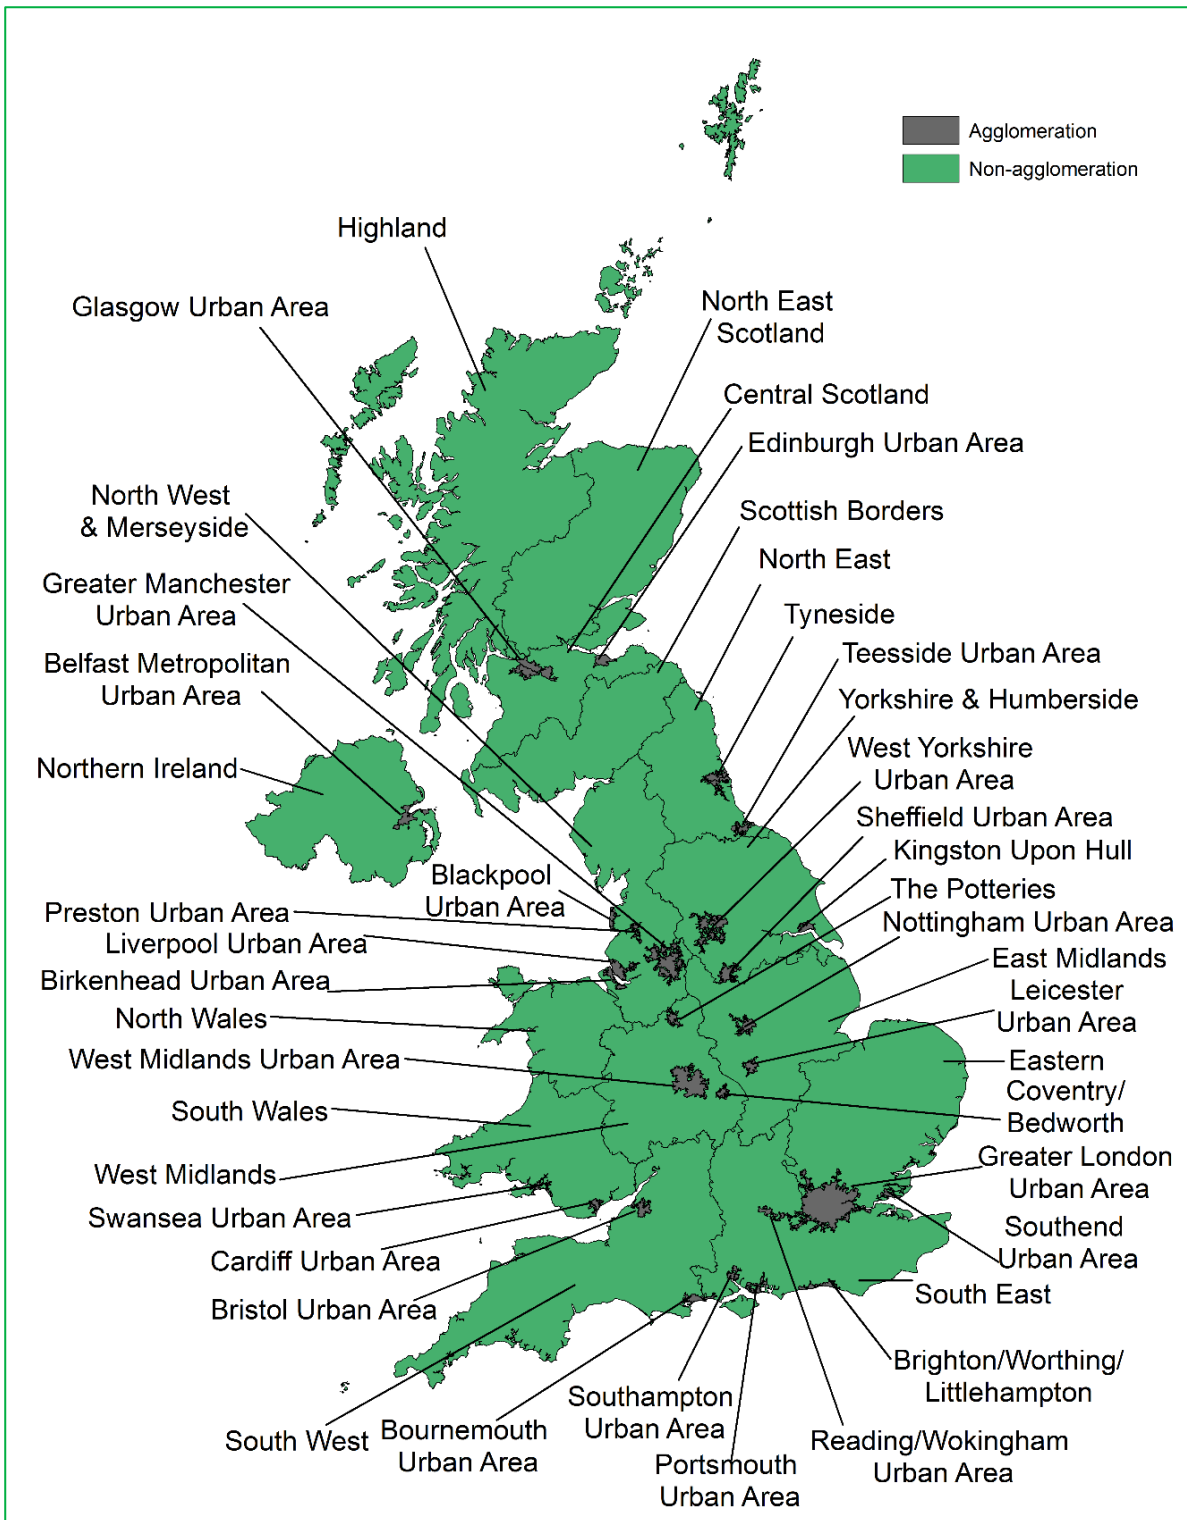 Agglomeration
Non-agglomeration
Highland
Glasgow Urban Area
North East
Scotland
Central Scotland
Edinburgh Urban Area
North West
& Merseyside
Scottish Borders
North East
Greater Manchester
Urban Area
Tyneside
Belfast Metropolitan
Urban Area
Teesside Urban Area
Yorkshire & Humberside
West Yorkshire
Urban Area
Northern Ireland
Sheffield Urban Area
Kingston Upon Hull
Blackpool
Urban Area
The Potteries
Preston Urban Area
Nottingham Urban Area
Liverpool Urban Area
East Midlands
Birkenhead Urban Area
Leicester
Urban Area
North Wales
West Midlands Urban Area
Eastern
South Wales
Coventry/
Bedworth
West Midlands
Greater London
Urban Area
Swansea Urban Area
Southend
Urban Area
Cardiff Urban Area
South East
Bristol Urban Area
Brighton/Worthing/
Littlehampton
Southampton
Urban Area
South West
Bournemouth
Urban Area
Reading/Wokingham
Urban Area
Portsmouth
Urban Area